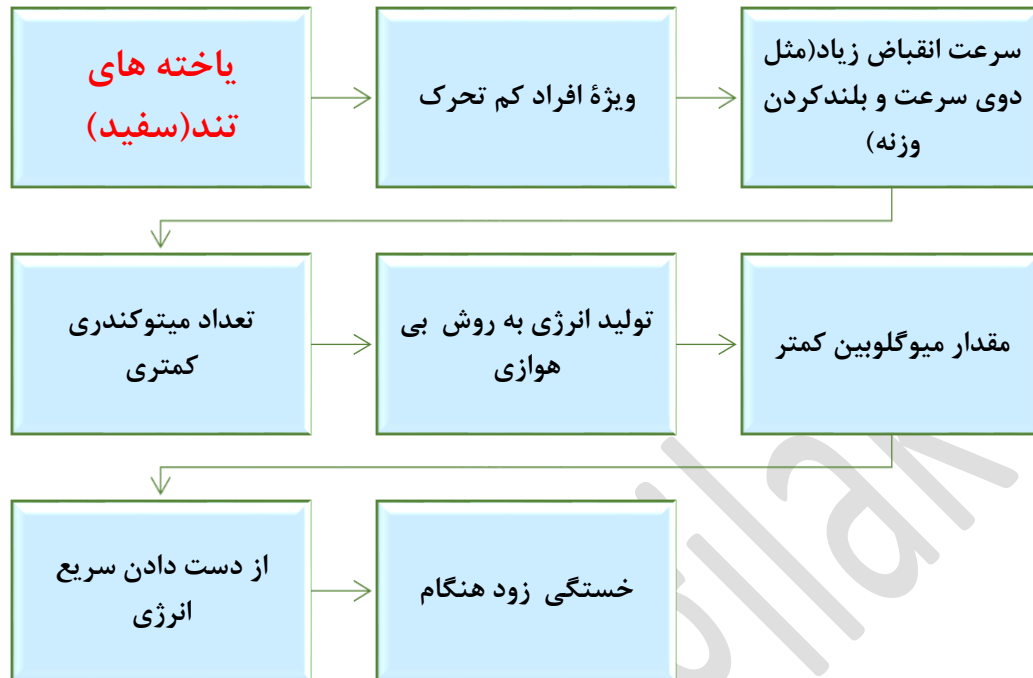 یاخته های
تند(سفید)
ویژۀ افراد کم تحرک
سرعت انقباض زیاد(مثل
دوی سرعت و بلندکردن
وزنه)
تعداد میتوکندری
کمتری
تولید انرژی به روش بی
هوازی
مقدار میوگلوبین کمتر
از دست دادن سریع
انرژی
خستگی زود هنگام